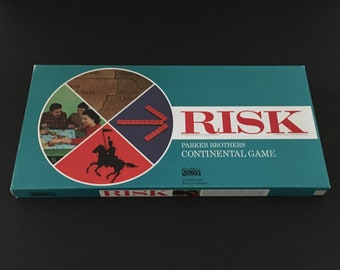 RISK
PARKER BROTHERS
CONTINENTAL GAME
RISK